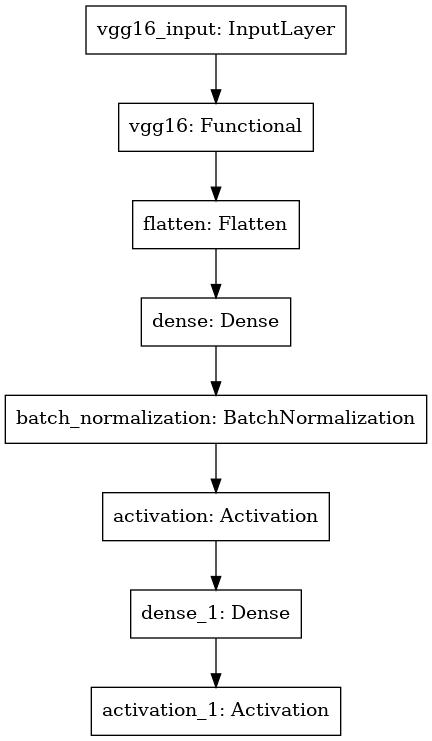 vgg16_input: InputLayer
vgg16: Functional
flatten: Flatten
dense: Dense
batch_normalization: BatchNormalization
activation: Activation
dense_1: Dense
activation_1: Activation